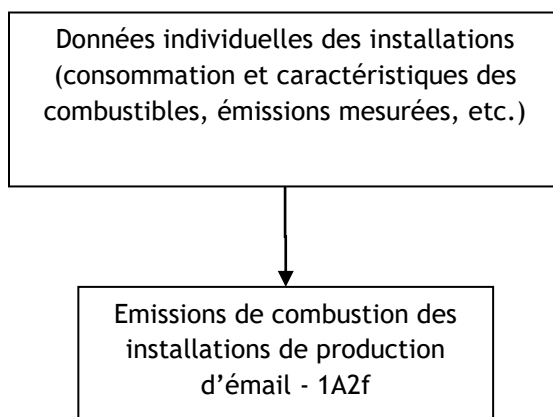 Données individuelles des installations
(consommation et caractéristiques des
combustibles, émissions mesurées, etc.)
Emissions de combustion des
installations de production
d’émail - 1A2f